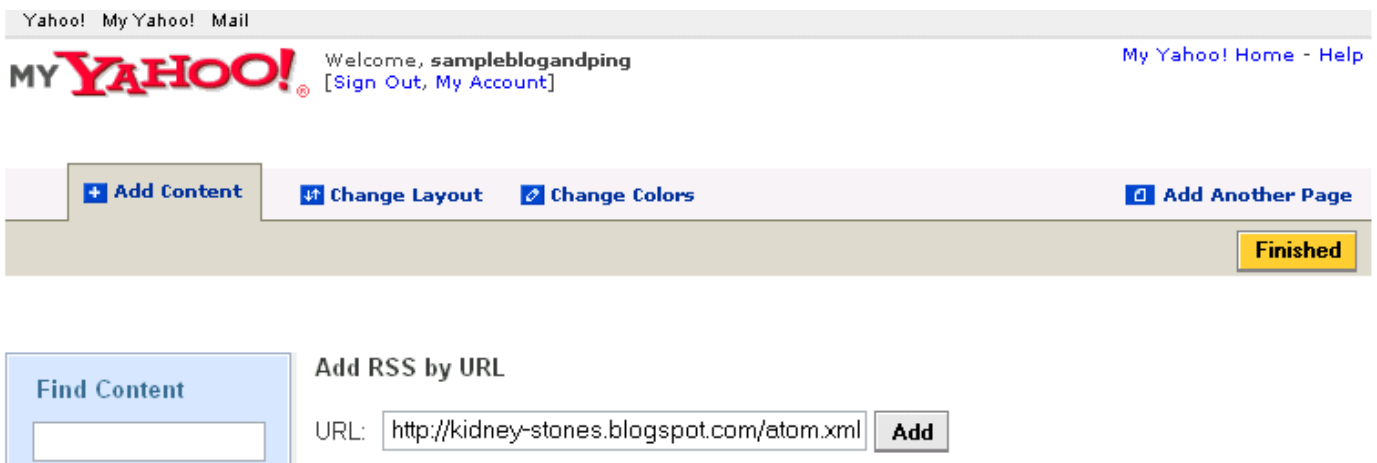 Yahoo! My Yahoo! Mail
MY YAHOO! ®
Welcome, sampleblogandping
[Sign Out, My Account]
My Yahoo! Home - Help
Add Content
Change Layout
Change Colors
Add Another Page
Finished
Find Content
Add RSS by URL
URL: http://kidney-stones.blogspot.com/atom.xml Add